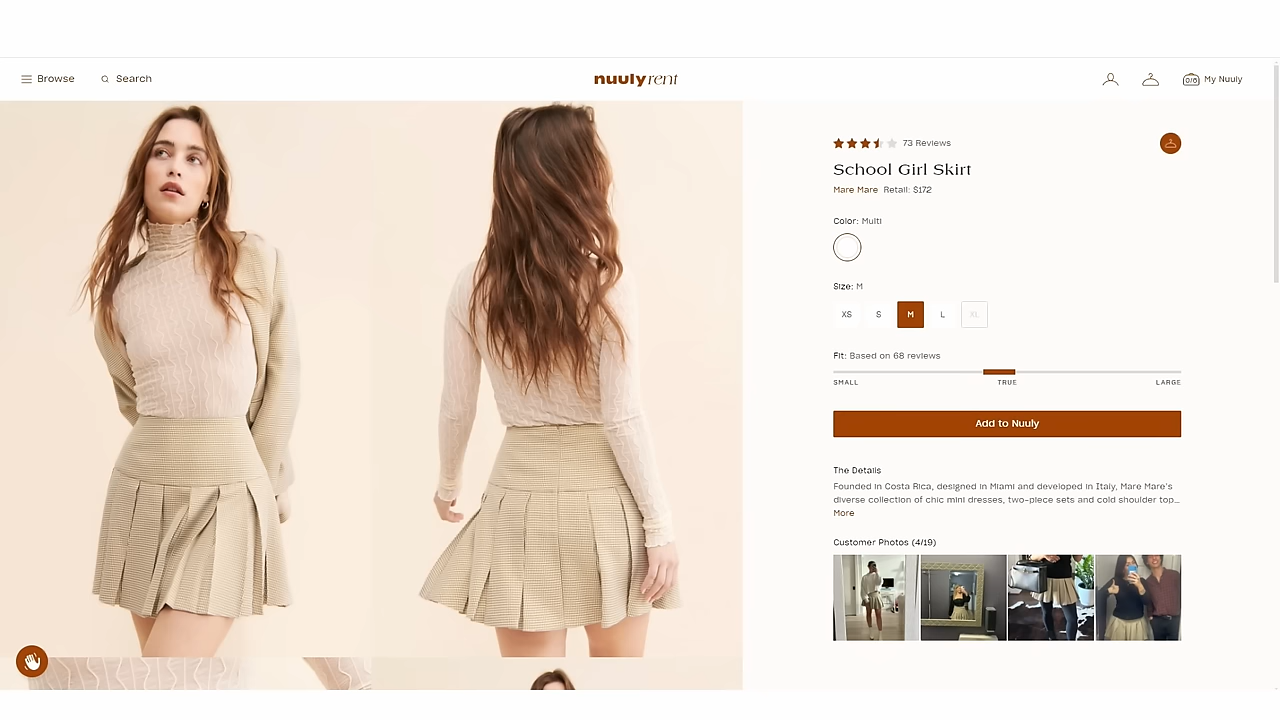 Browse
Search
nuuly rent
0/6
My Nuuly
73 Reviews
School Girl Skirt
Mare Mare Retail: $172
Color: Multi
Size: M
XS S M L XL
Fit: Based on 68 reviews
SMALL TRUE LARGE
Add to Nuuly
The Details
Founded in Costa Rica, designed in Miami and developed in Italy, Mare Mare's
diverse collection of chic mini dresses, two-piece sets and cold shoulder top...
More
Customer Photos (4/19)